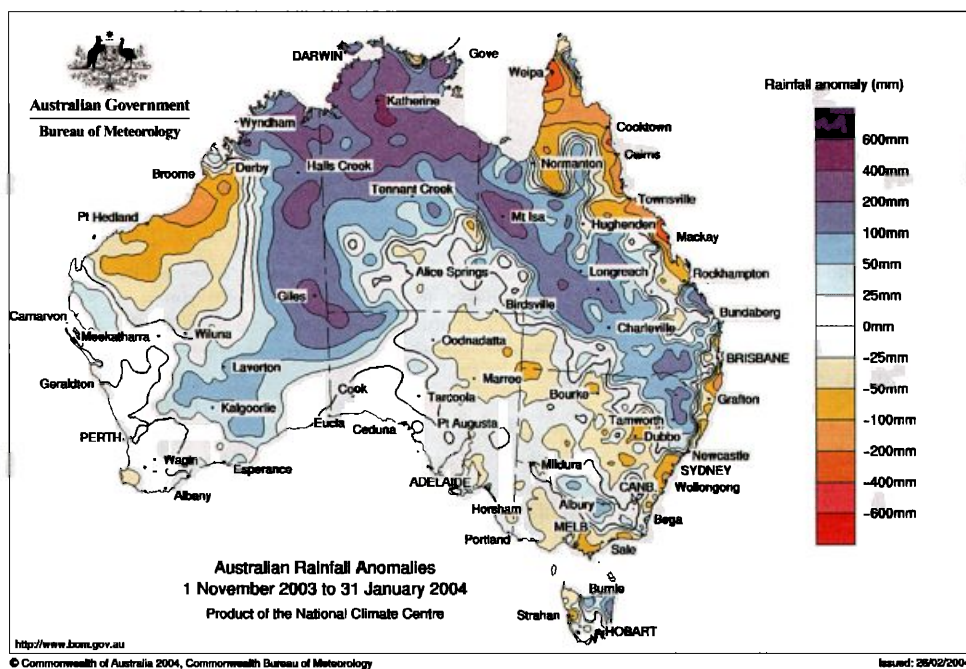 Australian Government
Bureau of Meteorology
DARWIN
Gove
Weipa
Katherine
Wyndham
Cooktown
Cairns
Normanton
Derby
Halls Creek
Broome
Tennant Creek
Townsville
Pt Hedland
Mt Isa
Hughenden
Mackay
Alice Springs
Longreach
Rockhampton
Giles
Birdsville
Bundaberg
Carnarvon
Meekatharra
Wiluna
Charleville
Oodnadatta
BRISBANE
Laverton
Geraldton
Marree
Cook
Bourke
Grafton
Kalgoorlie
Tarcoola
Eucla
Ceduna
Pt Augusta
Tamworth
PERTH
Dubbo
Newcastle
Wagin
Esperance
Mildura
SYDNEY
Albany
ADELAIDE
CANB.
Wollongong
Horsham
Albury
Bega
Portland
MELB
Sale
Burnie
Strahan
HOBART
Rainfall anomaly (mm)
600mm
400mm
200mm
100mm
50mm
25mm
0mm
-25mm
-50mm
-100mm
-200mm
-400mm
-600mm
Australian Rainfall Anomalies
1 November 2003 to 31 January 2004
Product of the National Climate Centre
http://www.bom.gov.au
© Commonwealth of Australia 2004, Commonwealth Bureau of Meteorology
Issued: